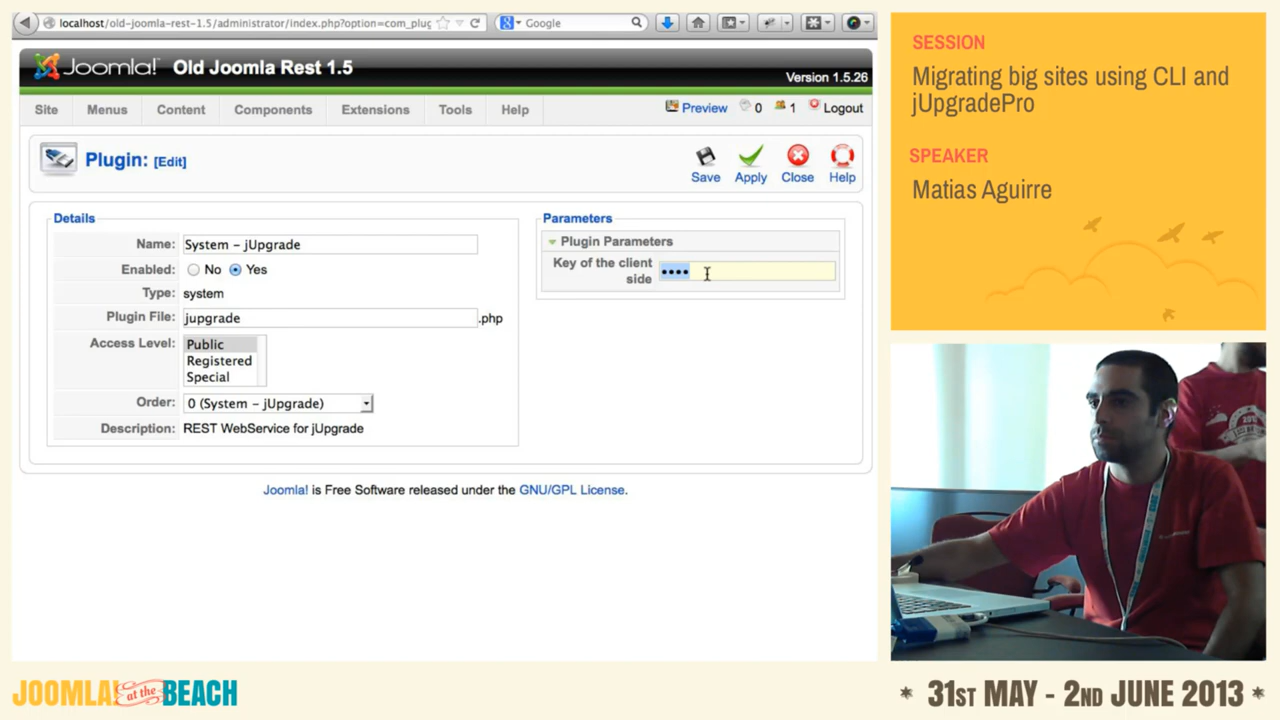 localhost/old-joomla-rest-1.5/administrator/index.php?option=com_plug
Google
Joomla! Old Joomla Rest 1.5
Version 1.5.26
Site Menus Content Components Extensions Tools Help Preview 0 1 Logout
Plugin: [Edit]
Save Apply Close Help
Details
Name: System - jUpgrade
Enabled: No Yes
Type: system
Plugin File: jupgrade .php
Access Level: Public
Registered
Special
Order: 0 (System - jUpgrade)
Description: REST WebService for jUpgrade
Parameters
Plugin Parameters
Key of the client
side
••••
Joomla! is Free Software released under the GNU/GPL License.
SESSION
Migrating big sites using CLI and
jUpgradePro
SPEAKER
Matias Aguirre
JOOMLA! at the BEACH
* 31ST MAY - 2ND JUNE 2013 *